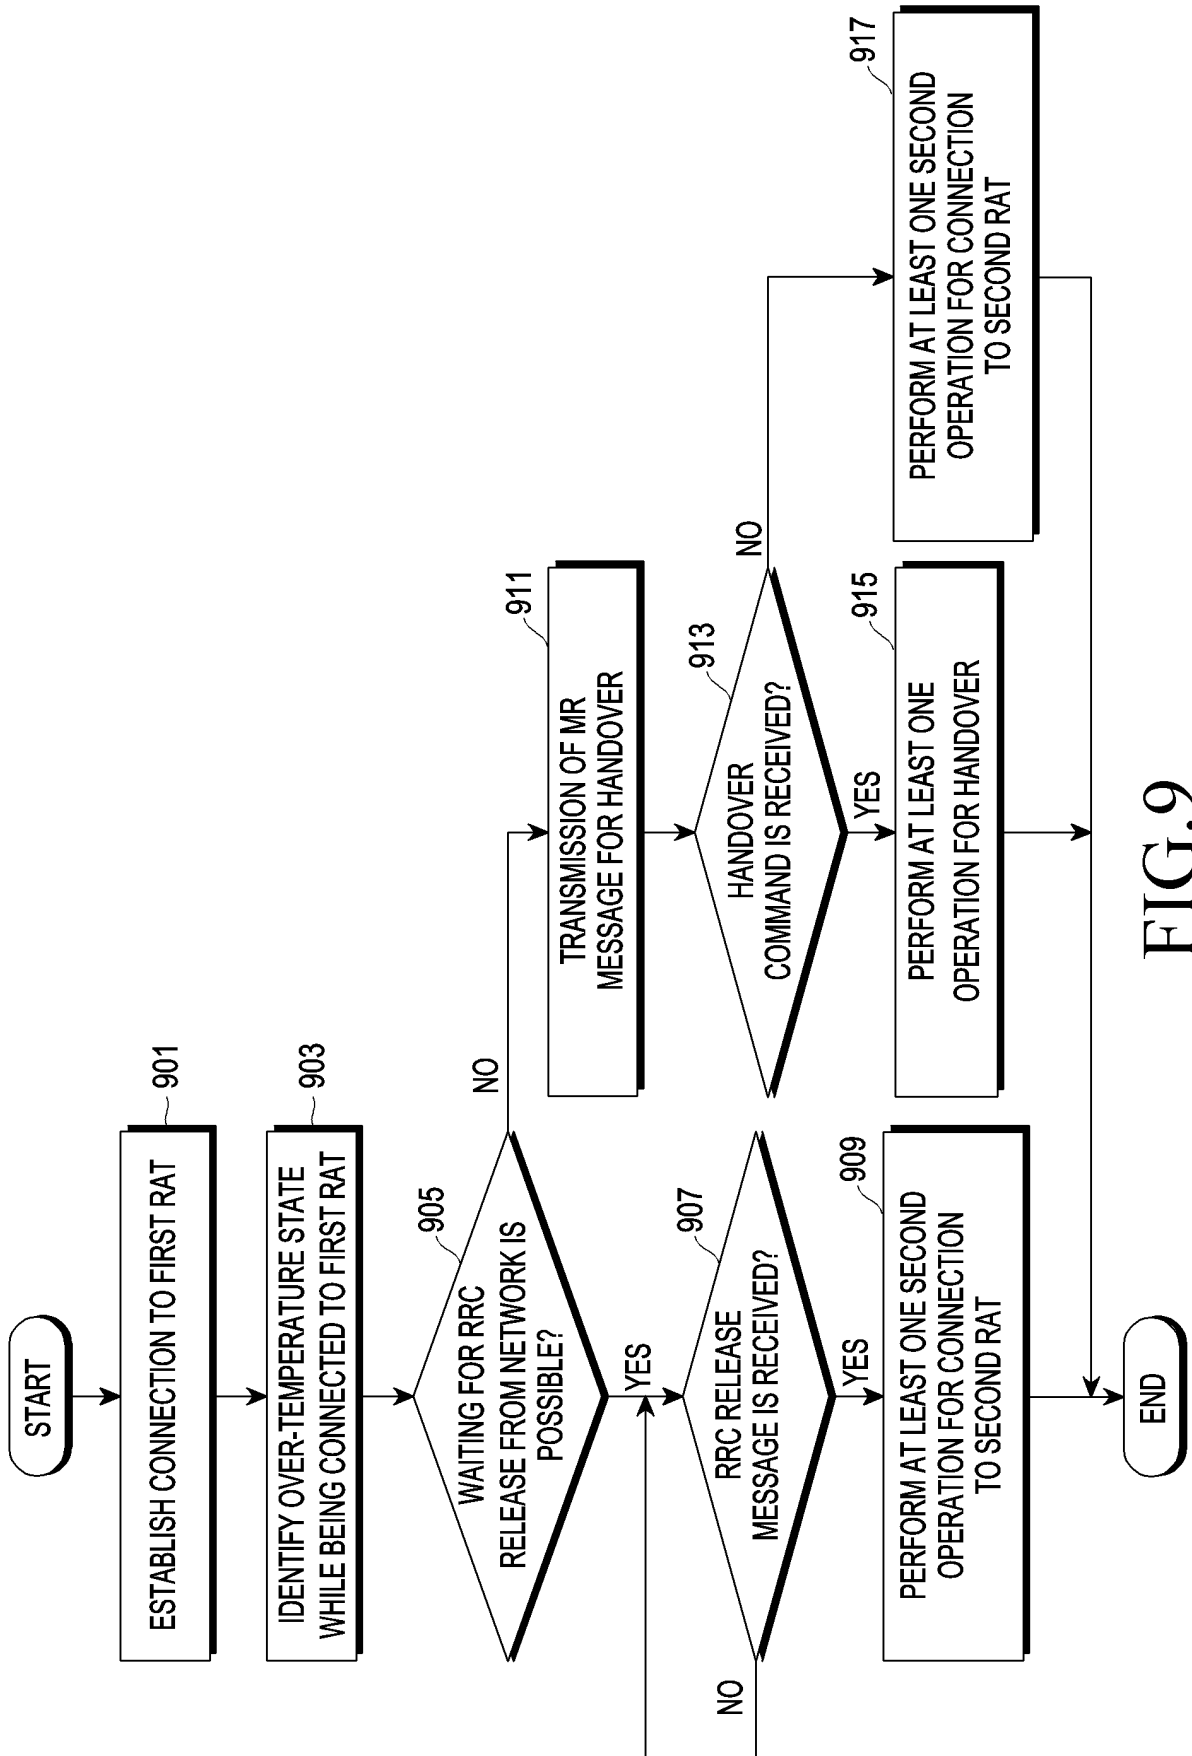 START
901
ESTABLISH CONNECTION TO FIRST RAT
903
IDENTIFY OVER-TEMPERATURE STATE
WHILE BEING CONNECTED TO FIRST RAT
905
WAITING FOR RRC
RELEASE FROM NETWORK IS
POSSIBLE?
NO
YES
907
RRC RELEASE
MESSAGE IS RECEIVED?
NO
YES
909
PERFORM AT LEAST ONE SECOND
OPERATION FOR CONNECTION
TO SECOND RAT
911
TRANSMISSION OF MR
MESSAGE FOR HANDOVER
913
HANDOVER
COMMAND IS RECEIVED?
NO
YES
915
PERFORM AT LEAST ONE
OPERATION FOR HANDOVER
917
PERFORM AT LEAST ONE SECOND
OPERATION FOR CONNECTION
TO SECOND RAT
END
FIG.9